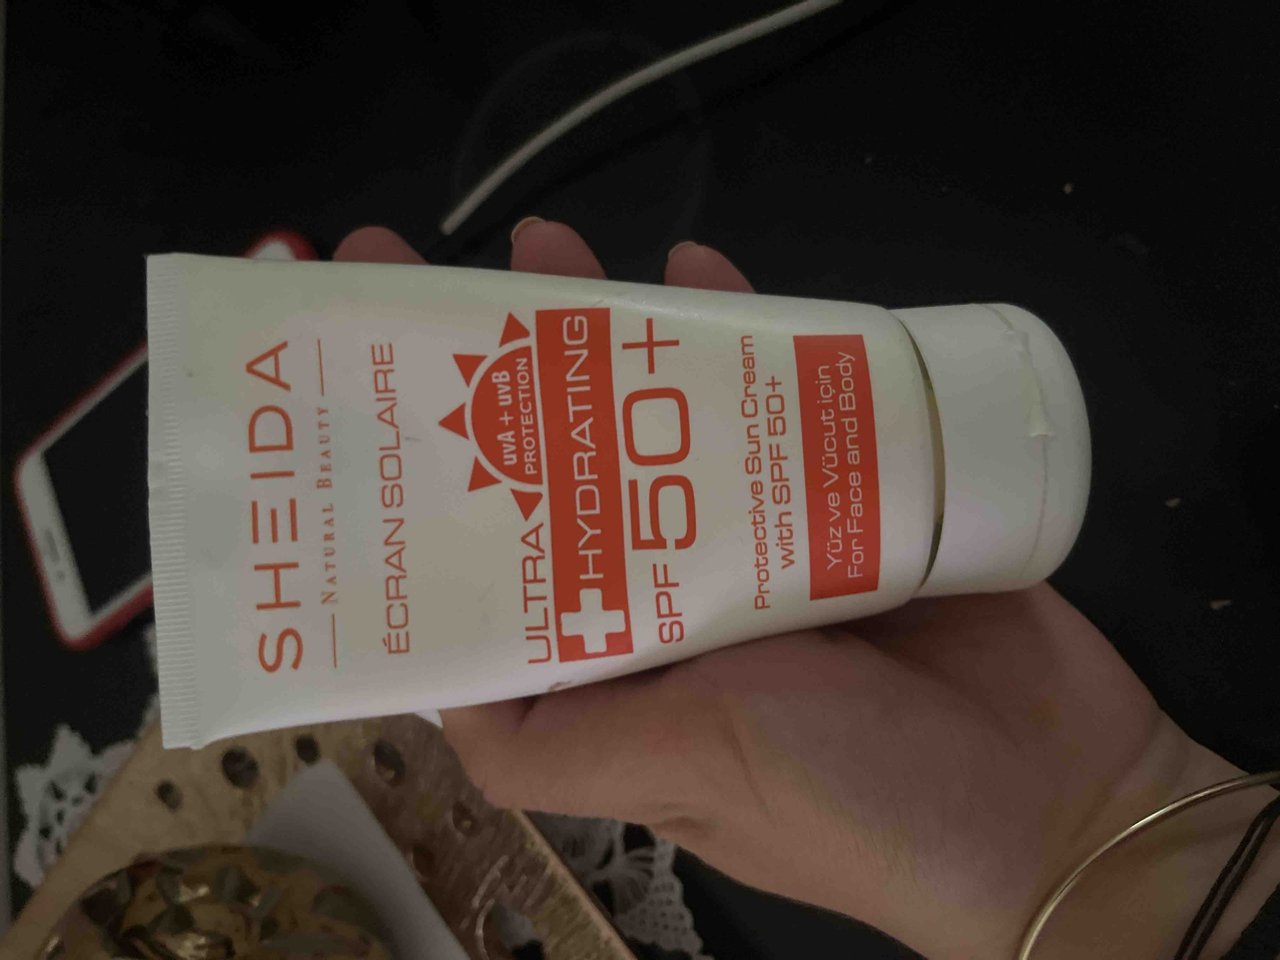 SHEIDA
NATURAL BEAUTY
ÉCRAN SOLAIRE
uvA + uvB
PROTECTION
ULTRA
HYDRATING
SPF 50+
Protective Sun Cream
with SPF 50+
Yüz ve Vücut için
For Face and Body